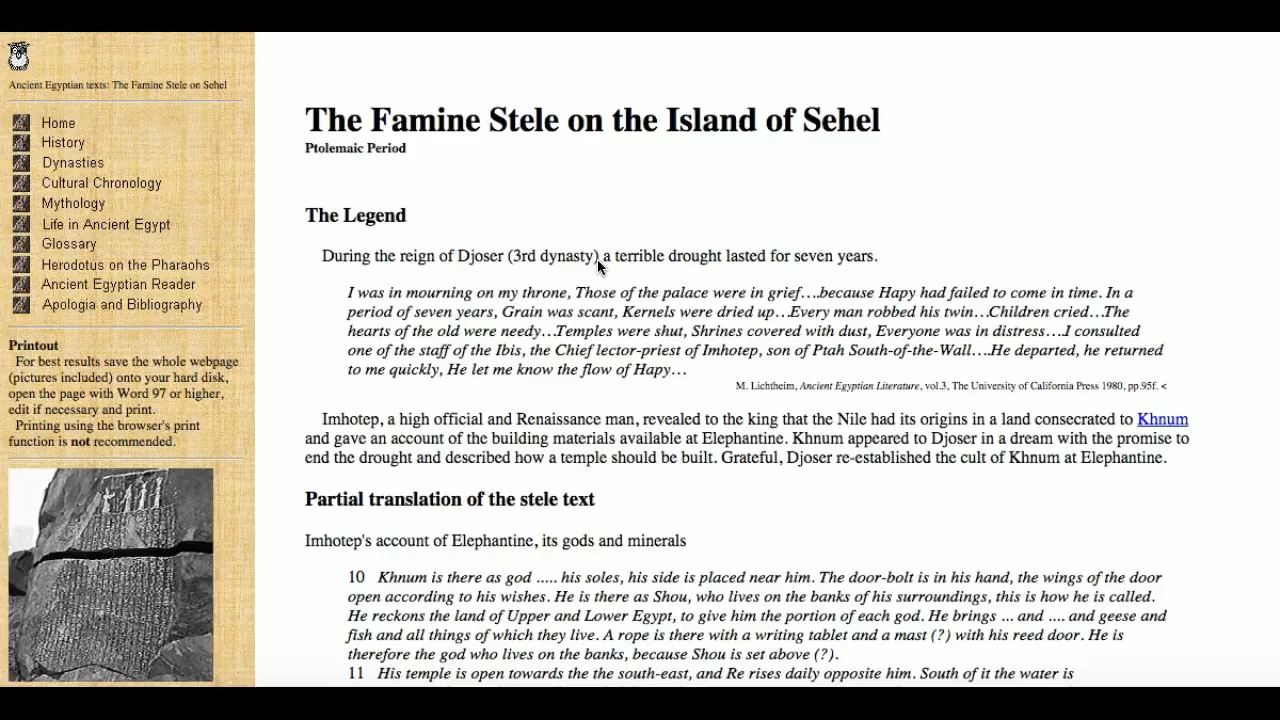 Ancient Egyptian texts: The Famine Stele on Sehel
Home
History
Dynasties
Cultural Chronology
Mythology
Life in Ancient Egypt
Glossary
Herodotus on the Pharaohs
Ancient Egyptian Reader
Apologia and Bibliography
Printout
For best results save the whole webpage
(pictures included) onto your hard disk,
open the page with Word 97 or higher,
edit if necessary and print.
Printing using the browser's print
function is not recommended.
The Famine Stele on the Island of Sehel
Ptolemaic Period
The Legend
During the reign of Djoser (3rd dynasty) a terrible drought lasted for seven years.
I was in mourning on my throne, Those of the palace were in grief....because Hapy had failed to come in time. In a
period of seven years, Grain was scant, Kernels were dried up...Every man robbed his twin...Children cried...The
hearts of the old were needy...Temples were shut, Shrines covered with dust, Everyone was in distress....I consulted
one of the staff of the Ibis, the Chief lector-priest of Imhotep, son of Ptah South-of-the-Wall....He departed, he returned
to me quickly, He let me know the flow of Hapy...
M. Lichtheim, Ancient Egyptian Literature, vol.3, The University of California Press 1980, pp.95f. <
Imhotep, a high official and Renaissance man, revealed to the king that the Nile had its origins in a land consecrated to Khnum
and gave an account of the building materials available at Elephantine. Khnum appeared to Djoser in a dream with the promise to
end the drought and described how a temple should be built. Grateful, Djoser re-established the cult of Khnum at Elephantine.
Partial translation of the stele text
Imhotep's account of Elephantine, its gods and minerals
10 Khnum is there as god ..... his soles, his side is placed near him. The door-bolt is in his hand, the wings of the door
open according to his wishes. He is there as Shou, who lives on the banks of his surroundings, this is how he is called.
He reckons the land of Upper and Lower Egypt, to give him the portion of each god. He brings ... and .... and geese and
fish and all things of which they live. A rope is there with a writing tablet and a mast (?) with his reed door. He is
therefore the god who lives on the banks, because Shou is set above (?).
11 His temple is open towards the the south-east, and Re rises daily opposite him. South of it the water is